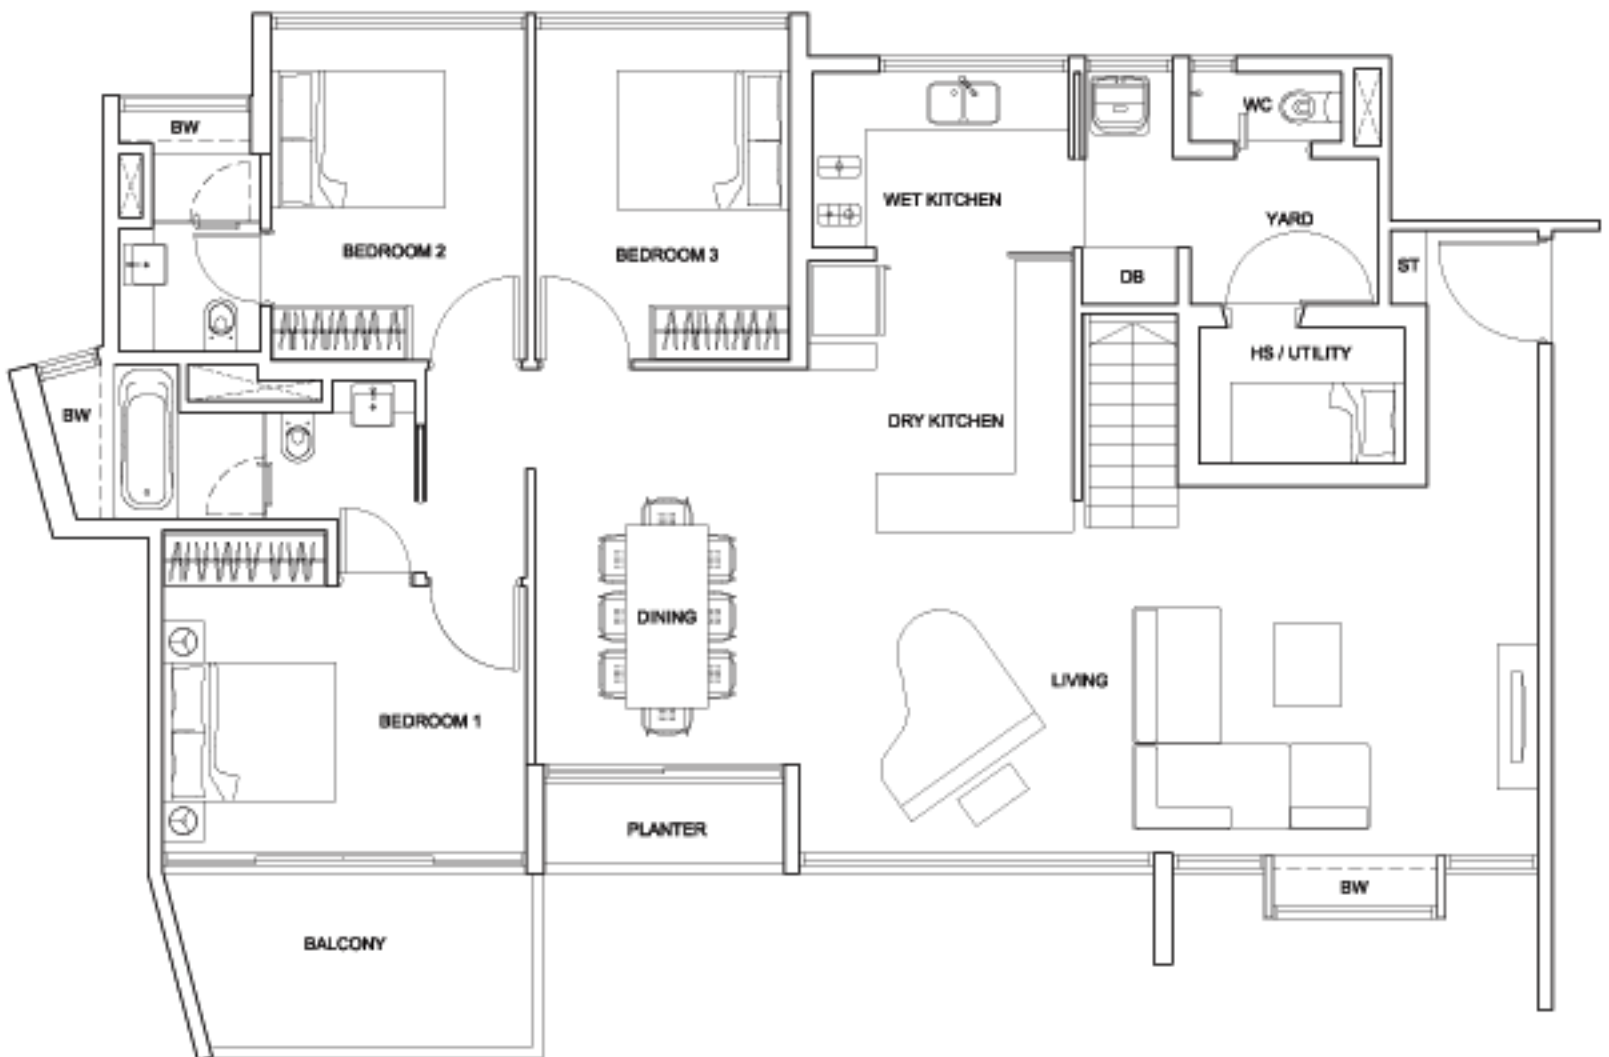 BW
WC
WET KITCHEN
YARD
BEDROOM 2
BEDROOM 3
ST
DB
HS / UTILITY
BW
DRY KITCHEN
DINING
LIVING
BEDROOM 1
PLANTER
BW
BALCONY